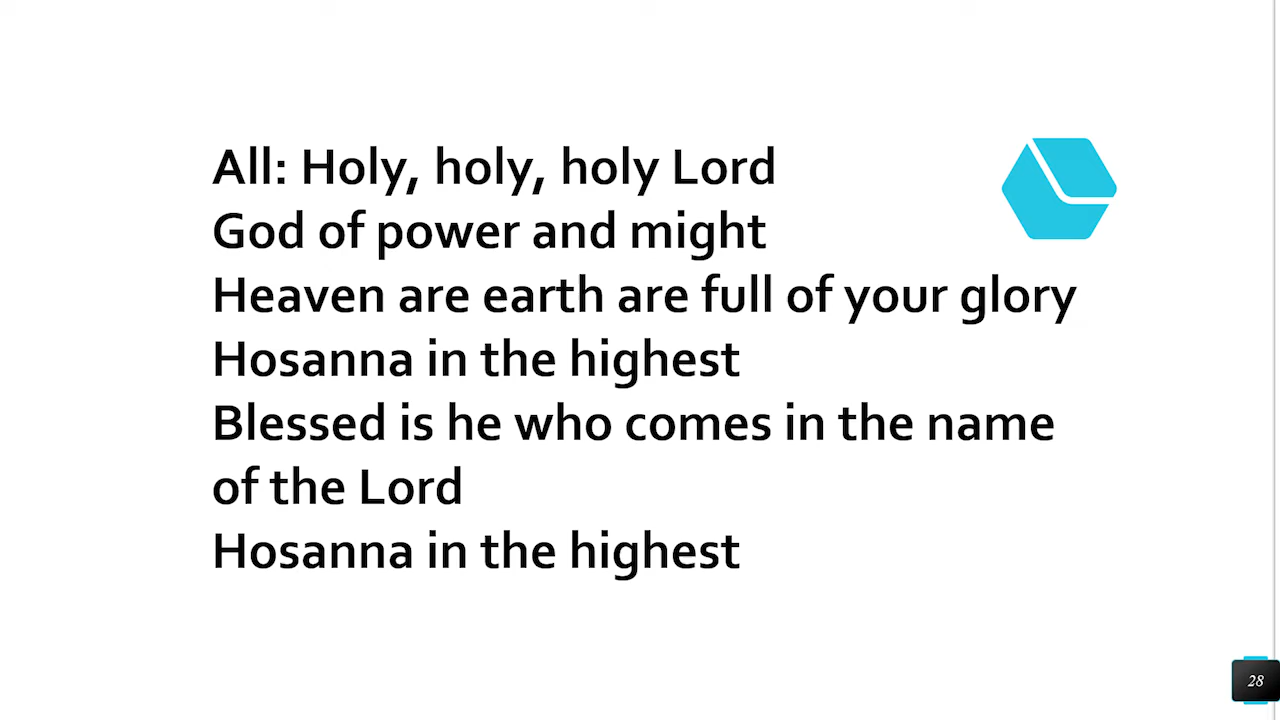 All: Holy, holy, holy Lord
God of power and might
Heaven are earth are full of your glory
Hosanna in the highest
Blessed is he who comes in the name
of the Lord
Hosanna in the highest
28